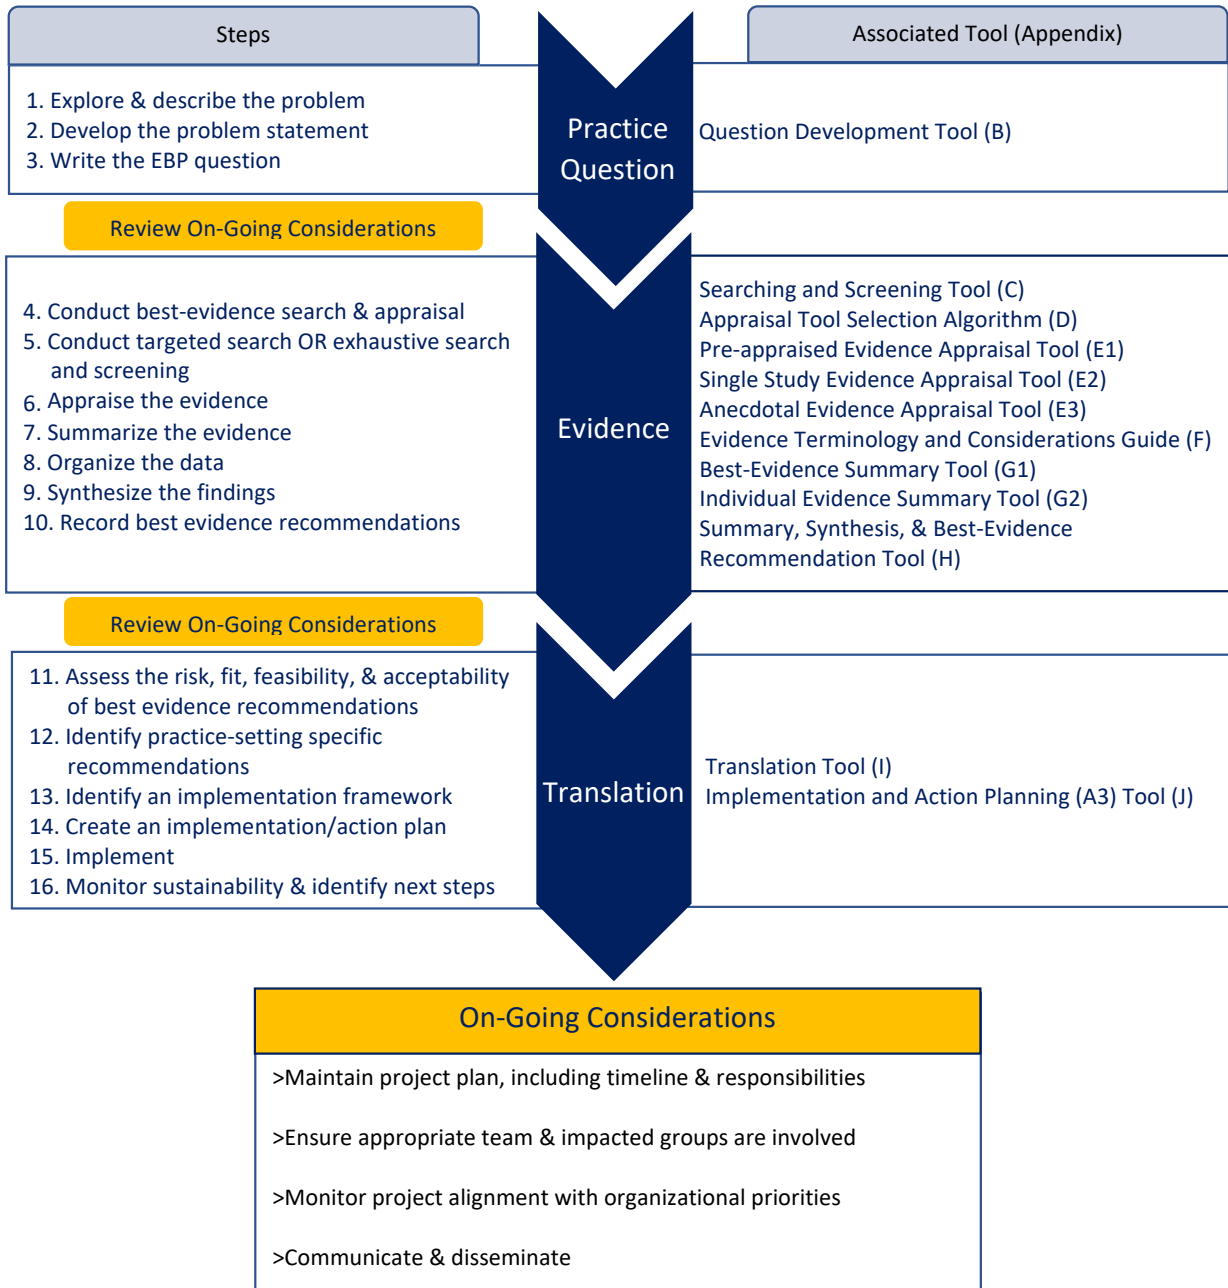 Steps
Associated Tool (Appendix)
1. Explore & describe the problem
2. Develop the problem statement
3. Write the EBP question
Practice
Question
Question Development Tool (B)
Review On-Going Considerations
4. Conduct best-evidence search & appraisal
5. Conduct targeted search OR exhaustive search
and screening
6. Appraise the evidence
7. Summarize the evidence
8. Organize the data
9. Synthesize the findings
10. Record best evidence recommendations
Evidence
Searching and Screening Tool (C)
Appraisal Tool Selection Algorithm (D)
Pre-appraised Evidence Appraisal Tool (E1)
Single Study Evidence Appraisal Tool (E2)
Anecdotal Evidence Appraisal Tool (E3)
Evidence Terminology and Considerations Guide (F)
Best-Evidence Summary Tool (G1)
Individual Evidence Summary Tool (G2)
Summary, Synthesis, & Best-Evidence
Recommendation Tool (H)
Review On-Going Considerations
11. Assess the risk, fit, feasibility, & acceptability
of best evidence recommendations
12. Identify practice-setting specific
recommendations
13. Identify an implementation framework
14. Create an implementation/action plan
15. Implement
16. Monitor sustainability & identify next steps
Translation
Translation Tool (I)
Implementation and Action Planning (A3) Tool (J)
On-Going Considerations
>Maintain project plan, including timeline & responsibilities
>Ensure appropriate team & impacted groups are involved
>Monitor project alignment with organizational priorities
>Communicate & disseminate